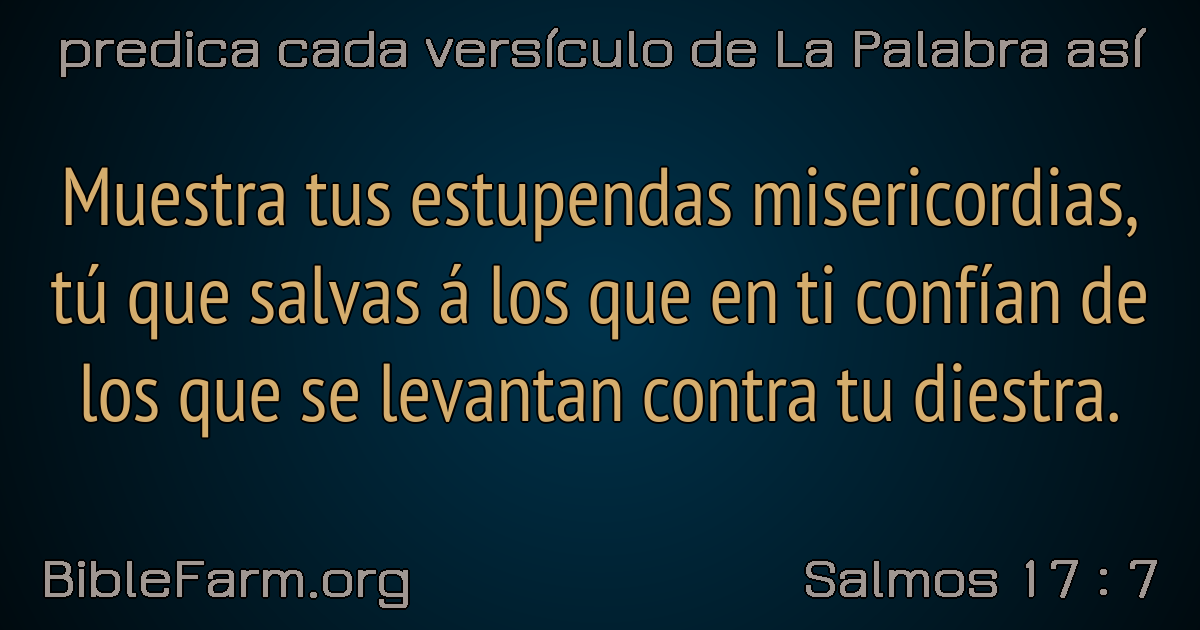 predica cada versículo de La Palabra así
Muestra tus estupendas misericordias,
tú que salvas á los que en ti confían de
los que se levantan contra tu diestra.
BibleFarm.org
Salmos 17 : 7